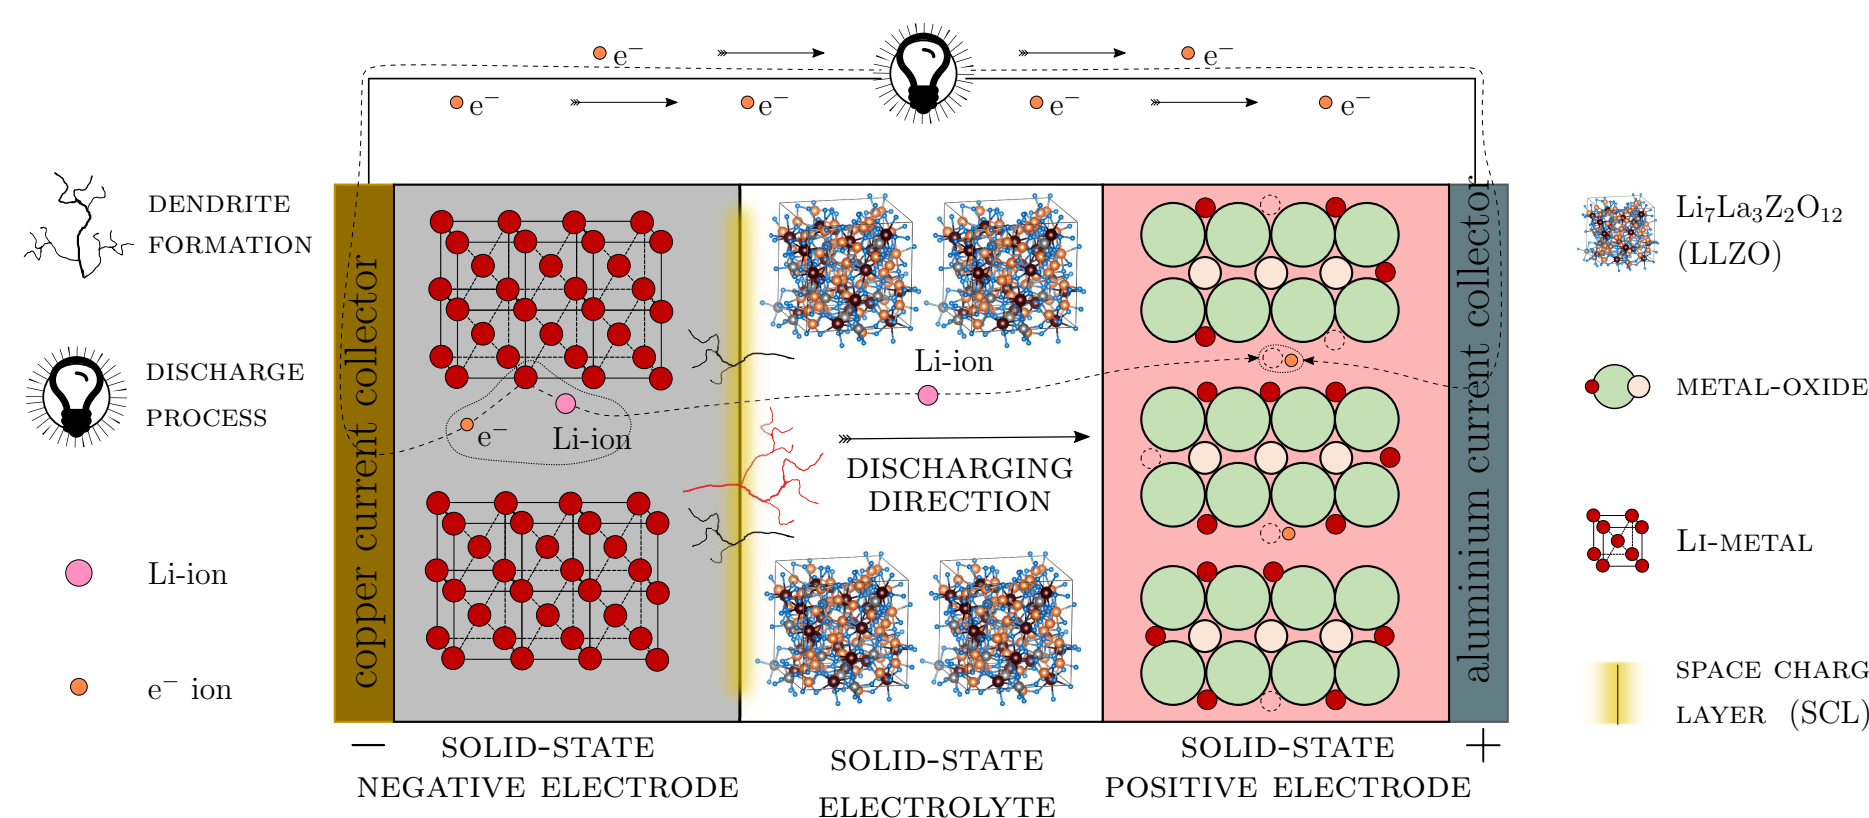 e⁻ e⁻
e⁻ e⁻ e⁻ e⁻
DENDRITE
FORMATION
DISCHARGE
PROCESS
Li-ion
e⁻ ion
copper current collector
e⁻
Li-ion
Li-ion
DISCHARGING
DIRECTION
aluminium current collector
−
SOLID-STATE
NEGATIVE ELECTRODE
SOLID-STATE
ELECTROLYTE
SOLID-STATE
POSITIVE ELECTRODE
+
Li₇La₃Z₂O₁₂
(LLZO)
METAL-OXIDE
LI-METAL
SPACE CHARG
LAYER (SCL)